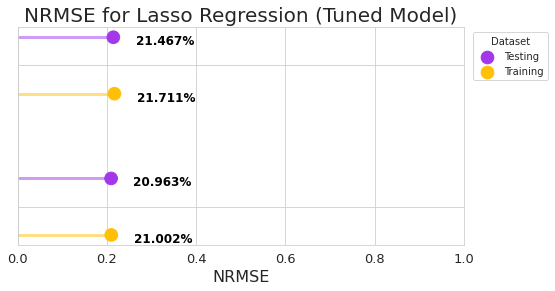 NRMSE for Lasso Regression (Tuned Model)
21.467%
21.711%
20.963%
21.002%
0.0 0.2 0.4 0.6 0.8 1.0
NRMSE
Dataset
Testing
Training